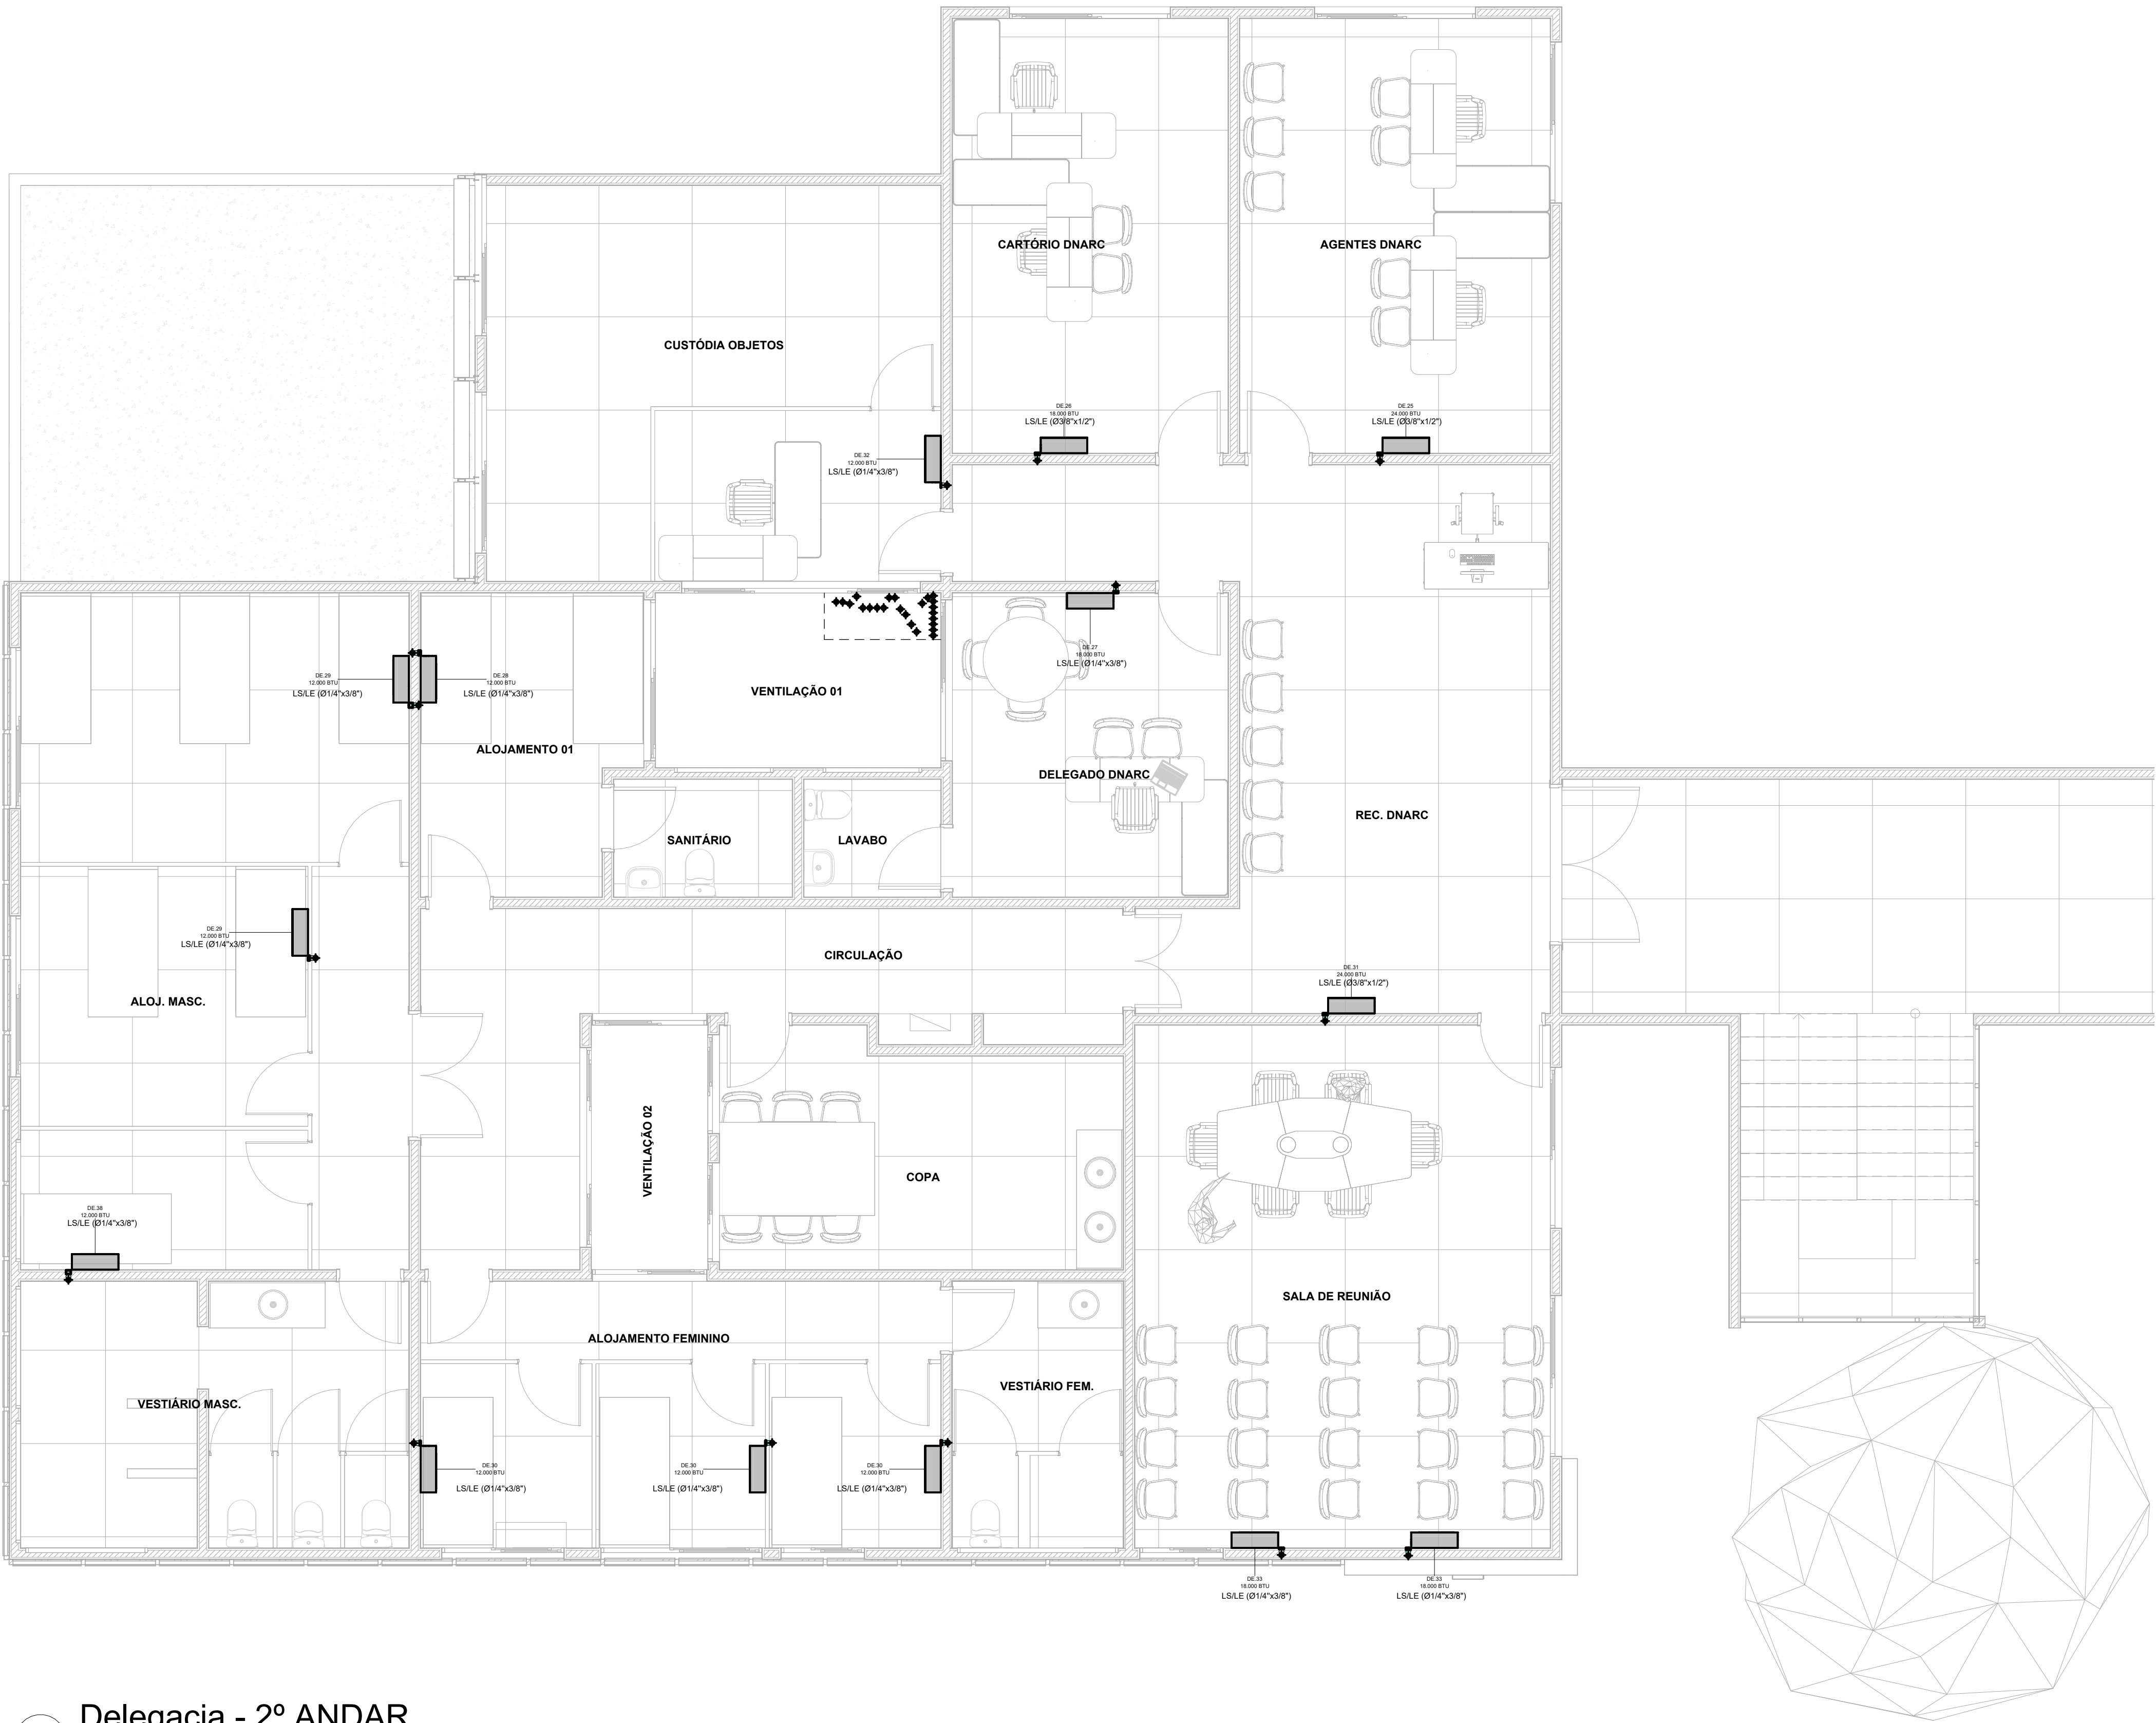 CARTÓRIO DNARC
AGENTES DNARC
CUSTÓDIA OBJETOS
DE.26
18.000 BTU
LS/LE (Ø3/8"x1/2")
DE.25
24.000 BTU
LS/LE (Ø3/8"x1/2")
DE.32
12.000 BTU
LS/LE (Ø1/4"x3/8")
DE.29
12.000 BTU
LS/LE (Ø1/4"x3/8")
DE.28
12.000 BTU
LS/LE (Ø1/4"x3/8")
DE.27
18.000 BTU
LS/LE (Ø1/4"x3/8")
VENTILAÇÃO 01
ALOJAMENTO 01
DELEGADO DNARC
REC. DNARC
SANITÁRIO
LAVABO
DE.29
12.000 BTU
LS/LE (Ø1/4"x3/8")
CIRCULAÇÃO
DE.31
24.000 BTU
LS/LE (Ø3/8"x1/2")
ALOJ. MASC.
VENTILAÇÃO 02
COPA
DE.38
12.000 BTU
LS/LE (Ø1/4"x3/8")
SALA DE REUNIÃO
ALOJAMENTO FEMININO
VESTIÁRIO FEM.
VESTIÁRIO MASC.
DE.30
12.000 BTU
LS/LE (Ø1/4"x3/8")
DE.30
12.000 BTU
LS/LE (Ø1/4"x3/8")
DE.30
12.000 BTU
LS/LE (Ø1/4"x3/8")
DE.33
18.000 BTU
LS/LE (Ø1/4"x3/8")
DE.33
18.000 BTU
LS/LE (Ø1/4"x3/8")
Delegacia - 2º ANDAR